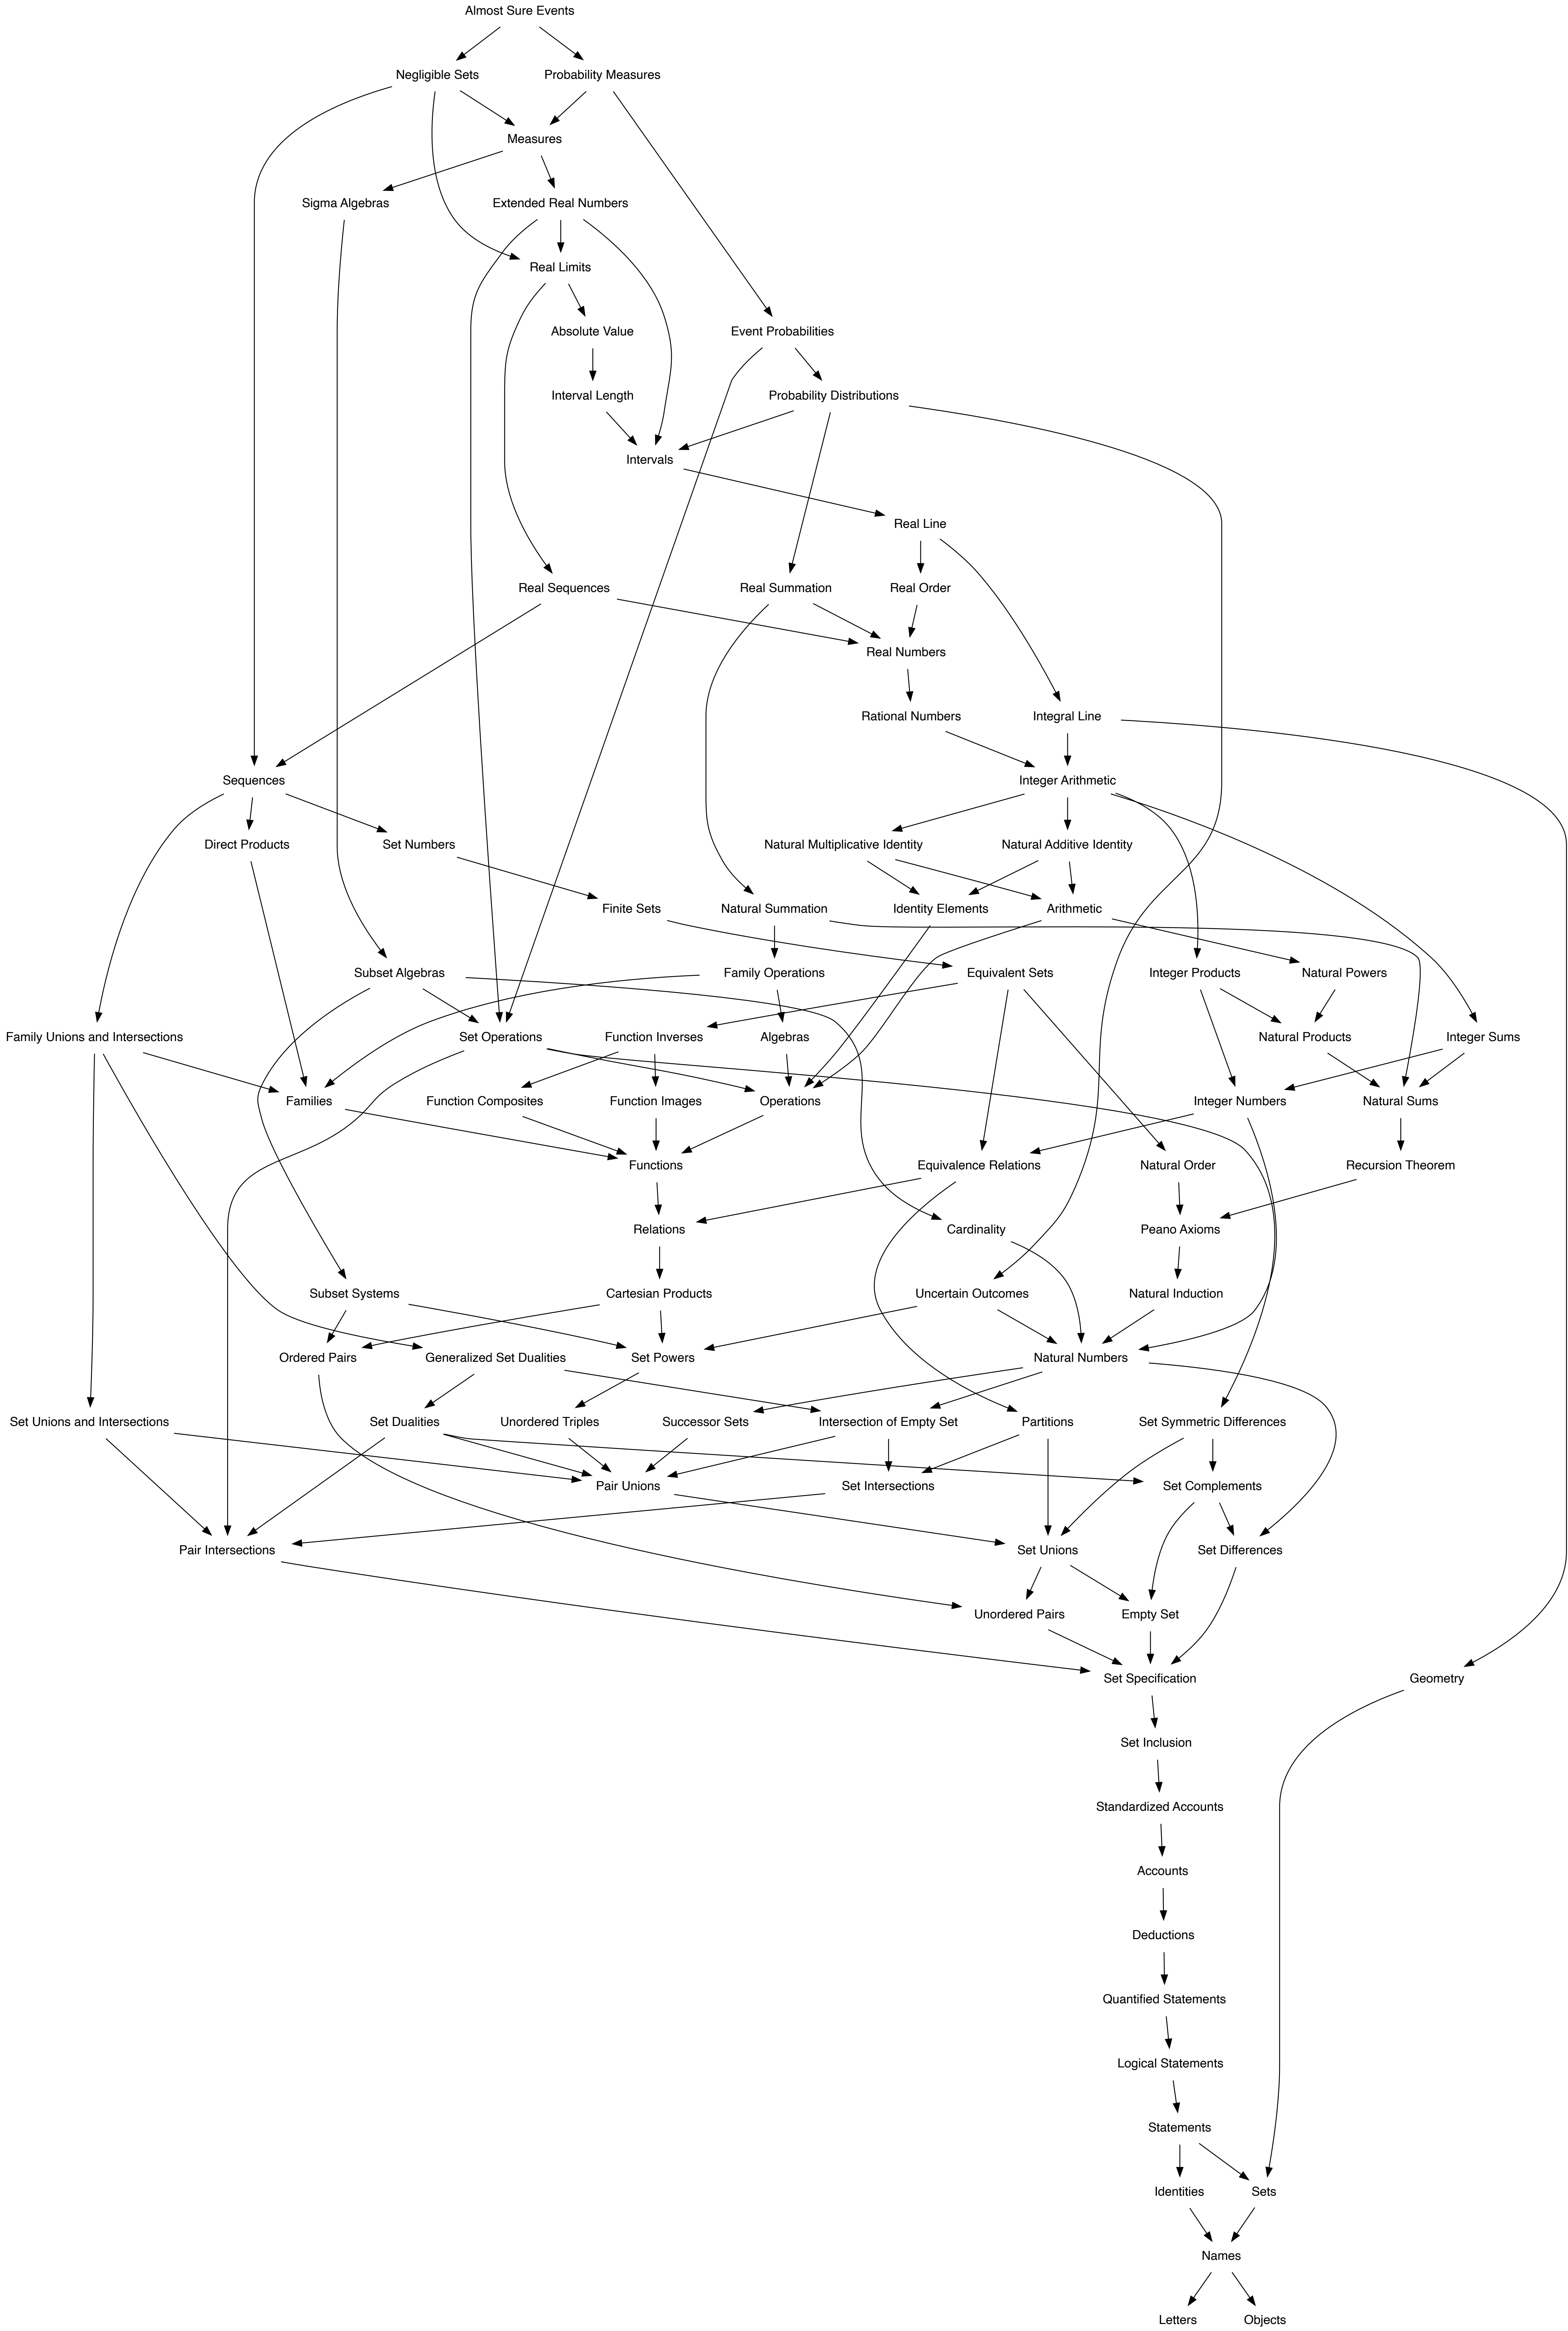 Almost Sure Events
Negligible Sets
Probability Measures
Measures
Sigma Algebras
Extended Real Numbers
Real Limits
Absolute Value
Event Probabilities
Interval Length
Probability Distributions
Intervals
Real Line
Real Sequences
Real Summation
Real Order
Real Numbers
Rational Numbers
Integral Line
Sequences
Integer Arithmetic
Direct Products
Set Numbers
Natural Multiplicative Identity
Natural Additive Identity
Finite Sets
Natural Summation
Identity Elements
Arithmetic
Subset Algebras
Family Operations
Equivalent Sets
Integer Products
Natural Powers
Family Unions and Intersections
Set Operations
Function Inverses
Algebras
Natural Products
Integer Sums
Families
Function Composites
Function Images
Operations
Integer Numbers
Natural Sums
Functions
Equivalence Relations
Natural Order
Recursion Theorem
Relations
Cardinality
Peano Axioms
Subset Systems
Cartesian Products
Uncertain Outcomes
Natural Induction
Ordered Pairs
Generalized Set Dualities
Set Powers
Natural Numbers
Set Unions and Intersections
Set Dualities
Unordered Triples
Successor Sets
Intersection of Empty Set
Partitions
Set Symmetric Differences
Pair Unions
Set Intersections
Set Complements
Pair Intersections
Set Unions
Set Differences
Unordered Pairs
Empty Set
Set Specification
Geometry
Set Inclusion
Standardized Accounts
Accounts
Deductions
Quantified Statements
Logical Statements
Statements
Identities
Sets
Names
Letters
Objects